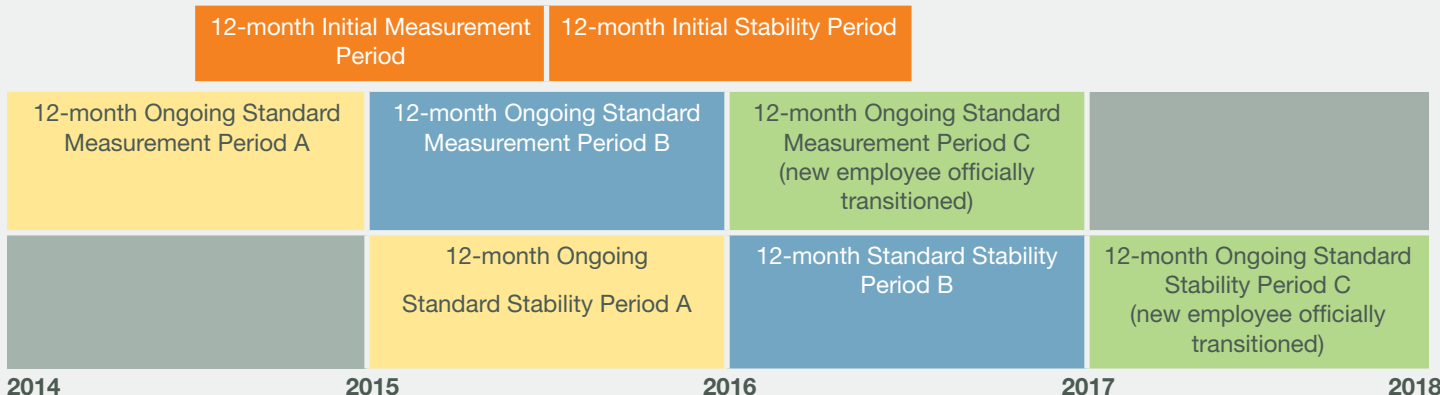 12-month Initial Measurement
Period
12-month Initial Stability Period
12-month Ongoing Standard
Measurement Period A
12-month Ongoing Standard
Measurement Period B
12-month Ongoing Standard
Measurement Period C
(new employee officially
transitioned)
12-month Ongoing
Standard Stability Period A
12-month Standard Stability
Period B
12-month Ongoing Standard
Stability Period C
(new employee officially
transitioned)
2014
2015
2016
2017
2018